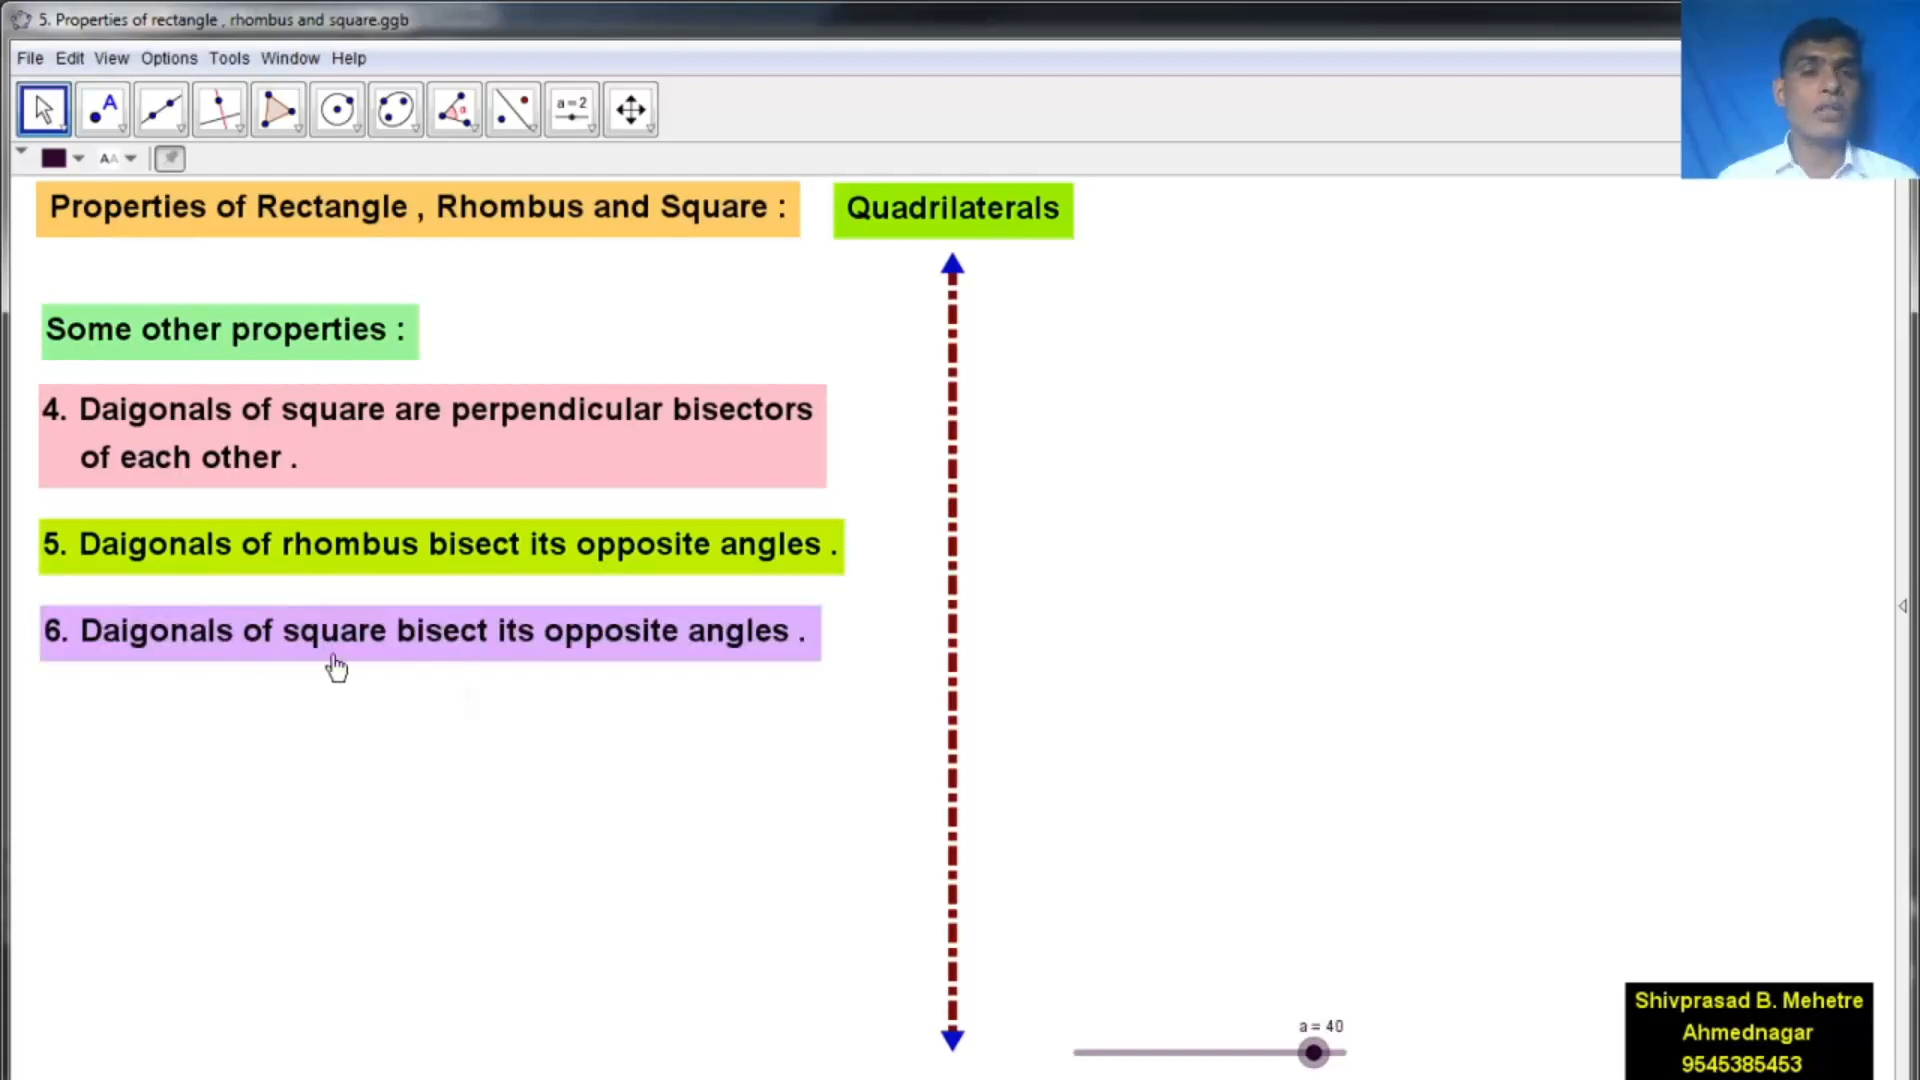 5. Properties of rectangle , rhombus and square.ggb
File Edit View Options Tools Window Help
A
a = 2
AA
Properties of Rectangle , Rhombus and Square :
Quadrilaterals
Some other properties :
4. Daigonals of square are perpendicular bisectors
of each other .
5. Daigonals of rhombus bisect its opposite angles .
6. Daigonals of square bisect its opposite angles .
a = 40
Shivprasad B. Mehetre
Ahmednagar
9545385453